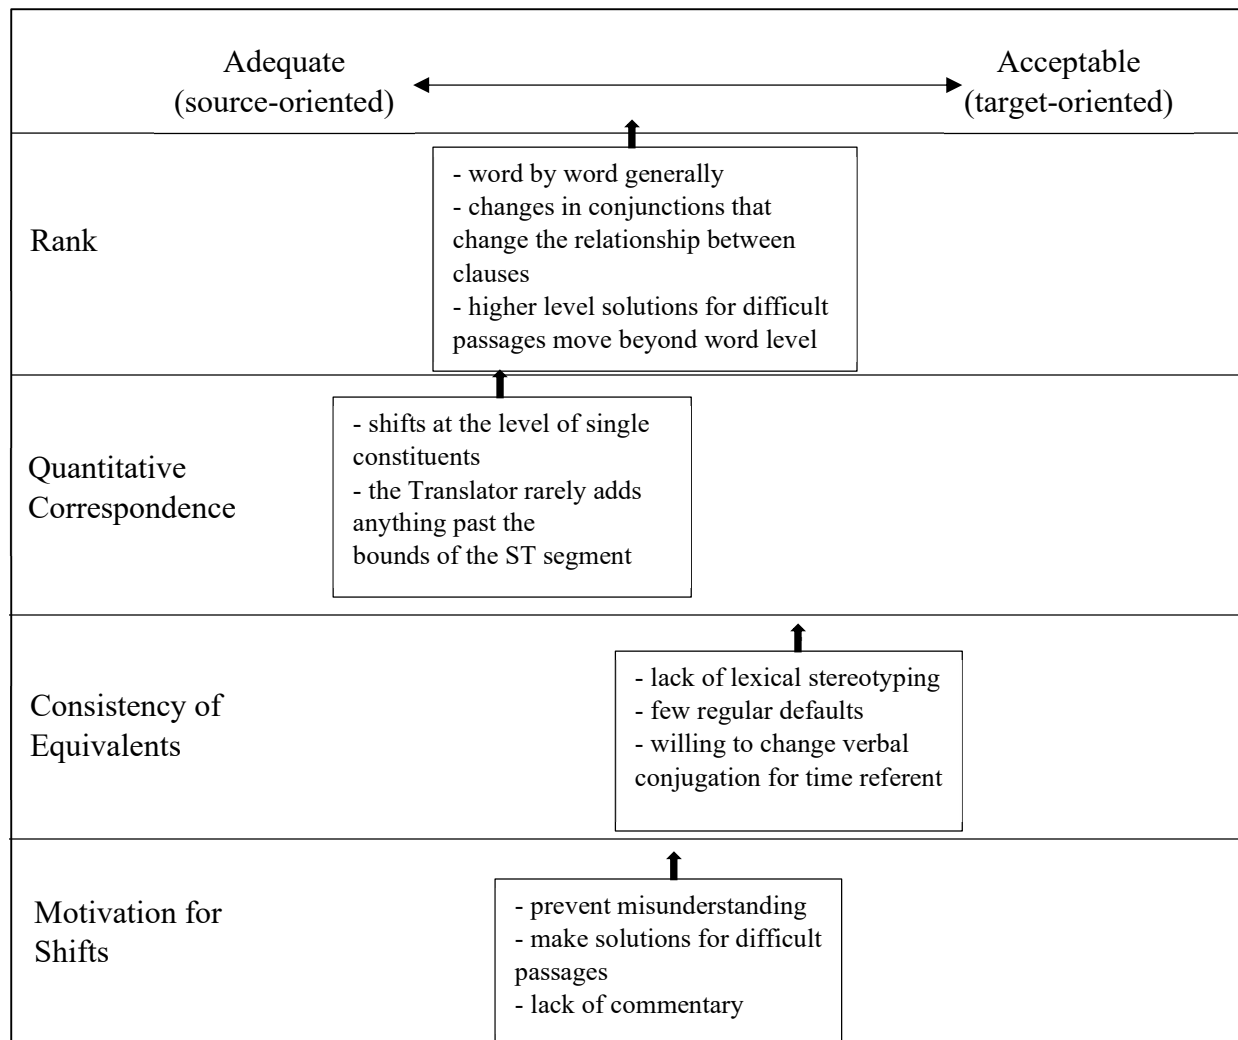 Adequate
(source-oriented)
Acceptable
(target-oriented)
Rank
- word by word generally
- changes in conjunctions that
change the relationship between
clauses
- higher level solutions for difficult
passages move beyond word level
Quantitative
Correspondence
- shifts at the level of single
constituents
- the Translator rarely adds
anything past the
bounds of the ST segment
Consistency of
Equivalents
- lack of lexical stereotyping
- few regular defaults
- willing to change verbal
conjugation for time referent
Motivation for
Shifts
- prevent misunderstanding
- make solutions for difficult
passages
- lack of commentary